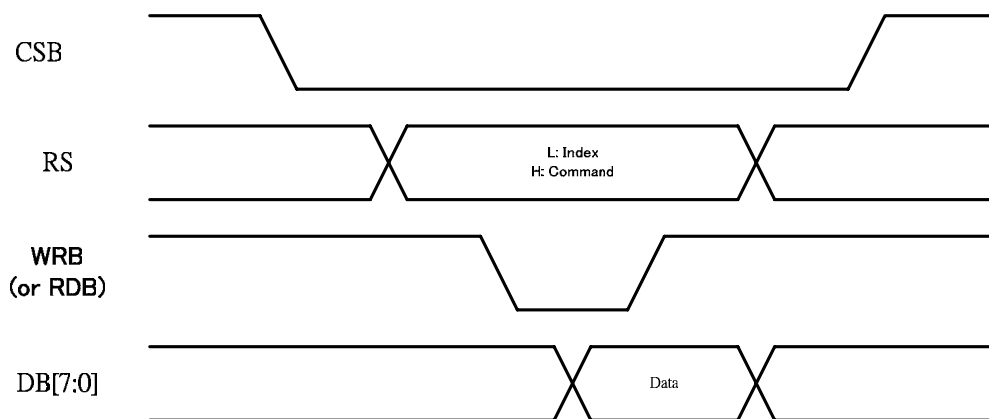 CSB
RS
L: Index
H: Command
WRB
(or RDB)
DB[7:0]
Data